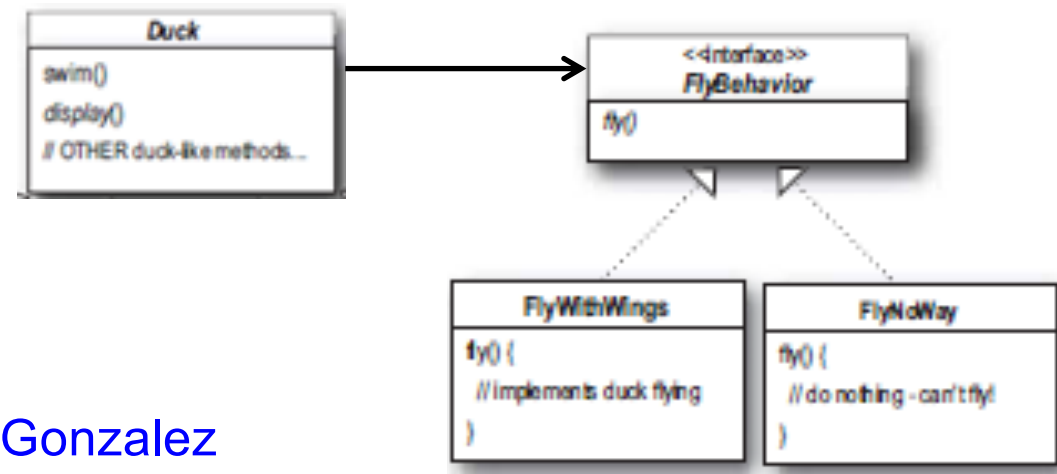 Duck
swim()
display()
// OTHER duck-like methods...
<<interface>>
FlyBehavior
fly()
FlyWithWings
fly() {
// implements duck flying
}
FlyNoWay
fly() {
// do nothing - can't fly!
}
Gonzalez